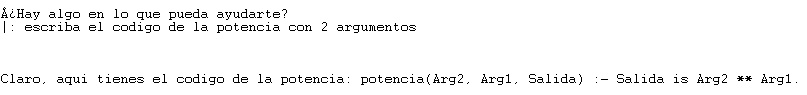 Â¿Hay algo en lo que pueda ayudarte?
|: escriba el codigo de la potencia con 2 argumentos
Claro, aqui tienes el codigo de la potencia: potencia(Arg2, Arg1, Salida) :- Salida is Arg2 ** Arg1.